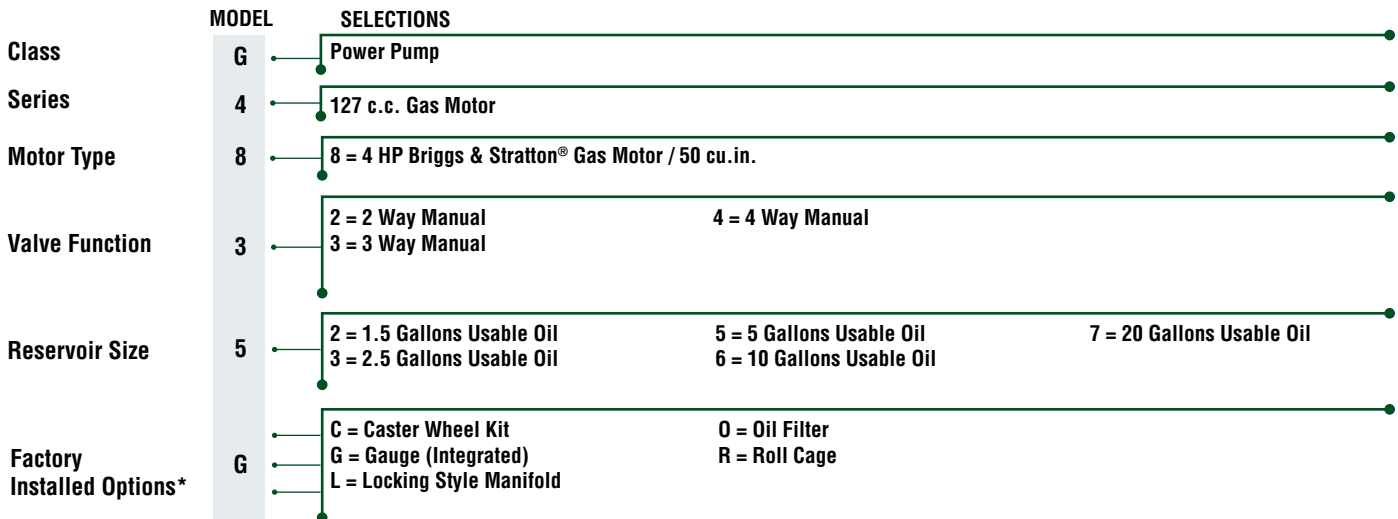 MODEL SELECTIONS
Class G Power Pump
Series 4 127 c.c. Gas Motor
Motor Type 8 8 = 4 HP Briggs & Stratton® Gas Motor / 50 cu.in.
2 = 2 Way Manual 4 = 4 Way Manual
Valve Function 3 3 = 3 Way Manual
2 = 1.5 Gallons Usable Oil 5 = 5 Gallons Usable Oil 7 = 20 Gallons Usable Oil
Reservoir Size 5 3 = 2.5 Gallons Usable Oil 6 = 10 Gallons Usable Oil
C = Caster Wheel Kit O = Oil Filter
Factory G G = Gauge (Integrated) R = Roll Cage
Installed Options* L = Locking Style Manifold